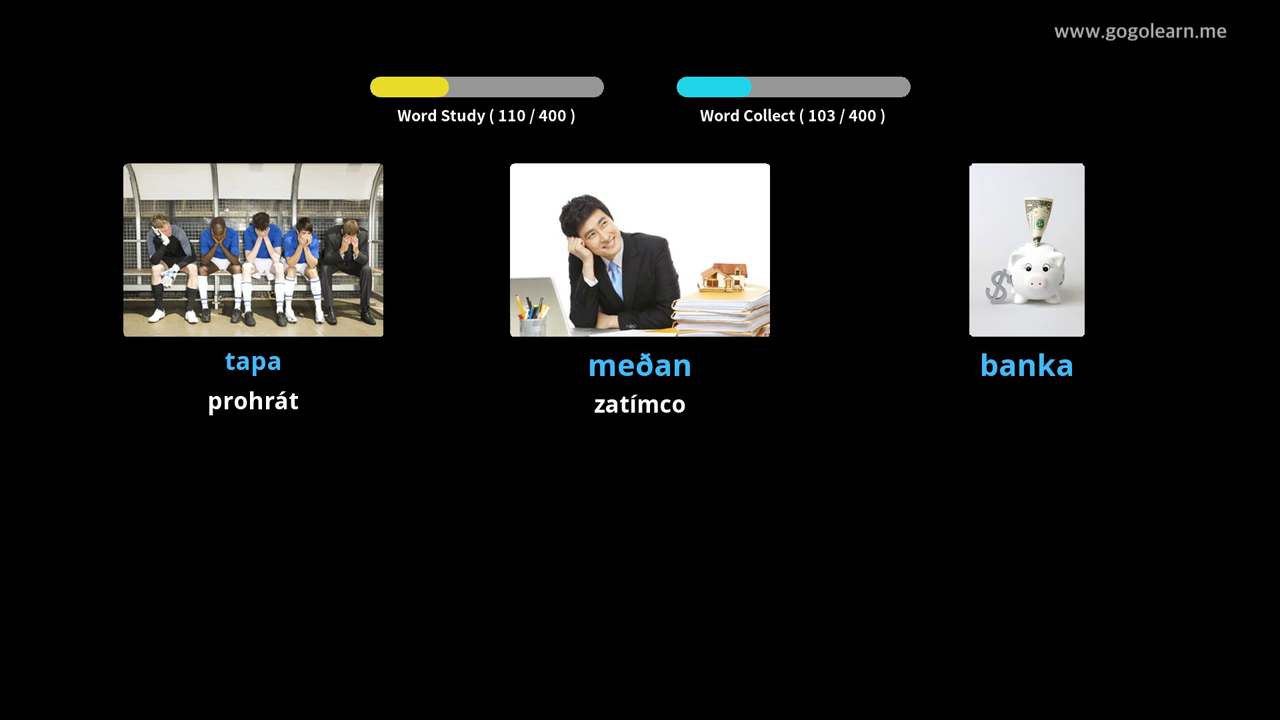 www.gogolearn.me
Word Study ( 110 / 400 )
Word Collect ( 103 / 400 )
tapa
prohrát
meðan
zatímco
banka